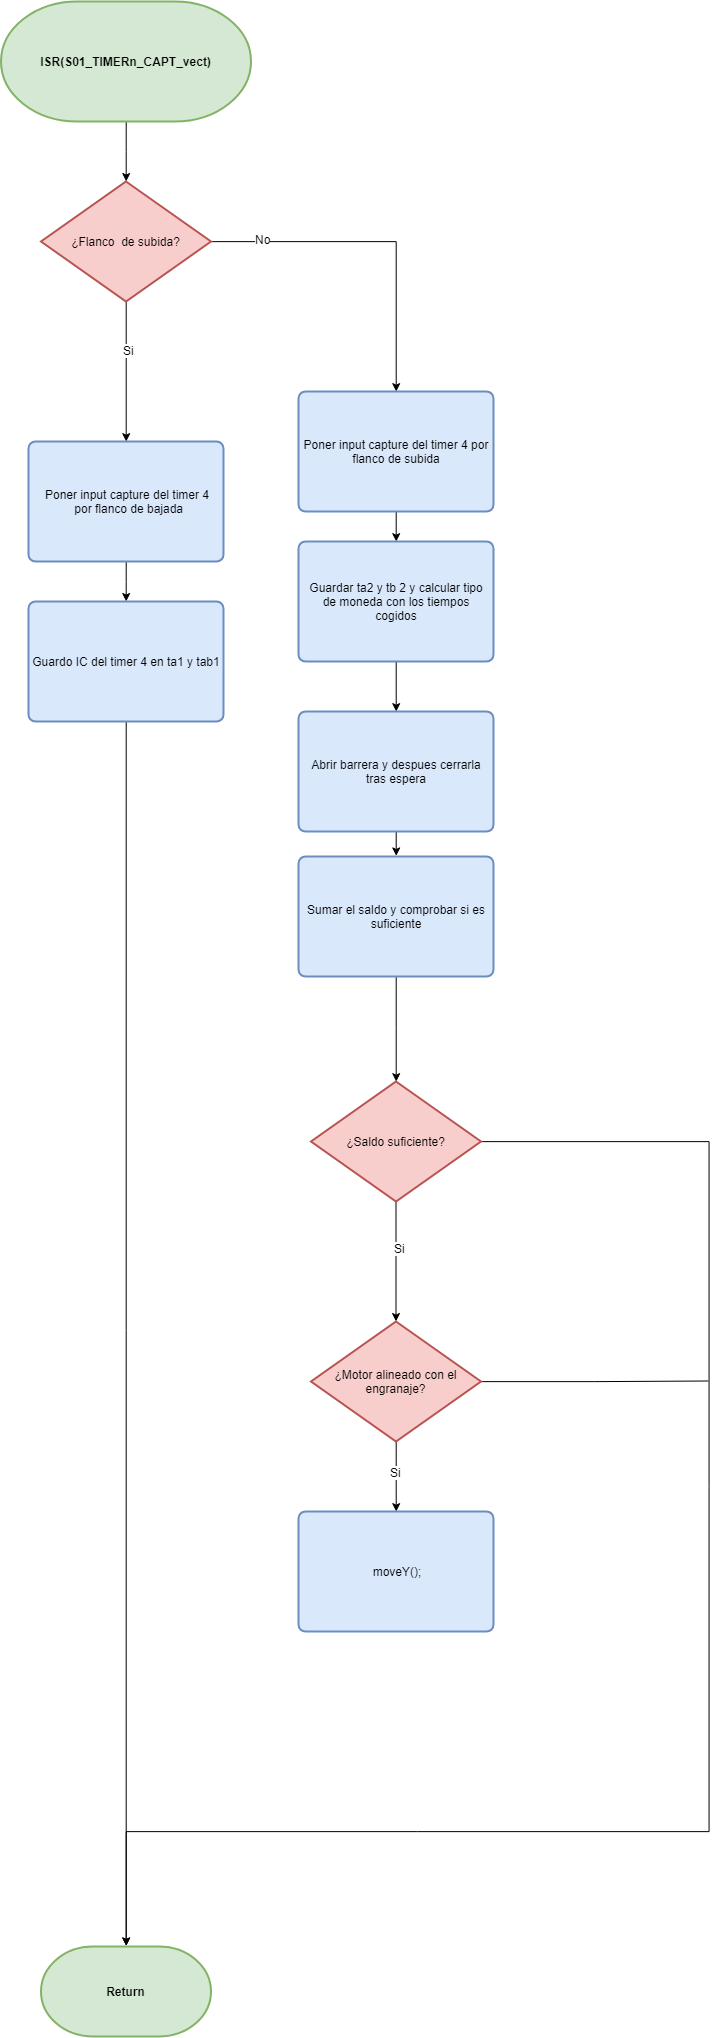 ISR(S01_TIMERn_CAPT_vect)
¿Flanco de subida?
No
Si
Poner input capture del timer 4 por
flanco de subida
Poner input capture del timer 4
por flanco de bajada
Guardar ta2 y tb 2 y calcular tipo
de moneda con los tiempos
cogidos
Guardo IC del timer 4 en ta1 y tab1
Abrir barrera y despues cerrarla
tras espera
Sumar el saldo y comprobar si es
suficiente
¿Saldo suficiente?
Si
¿Motor alineado con el
engranaje?
Si
moveY();
Return